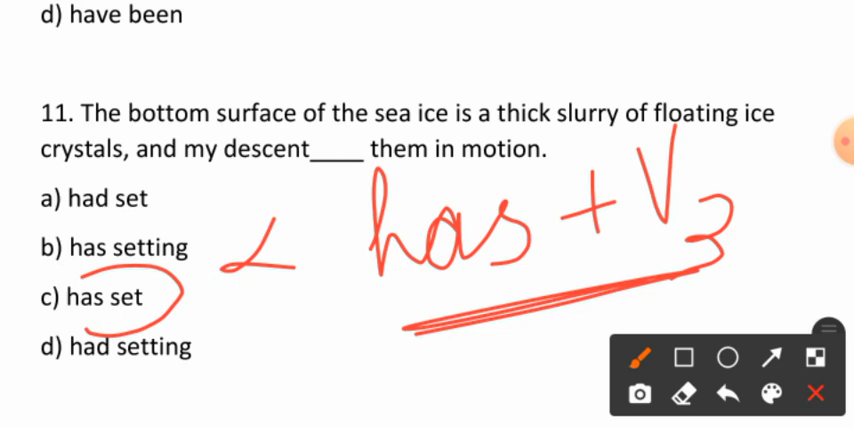 d) have been
11. The bottom surface of the sea ice is a thick slurry of floating ice
crystals, and my descent____ them in motion.
a) had set
b) has setting
c) has set
d) had setting
has + V3